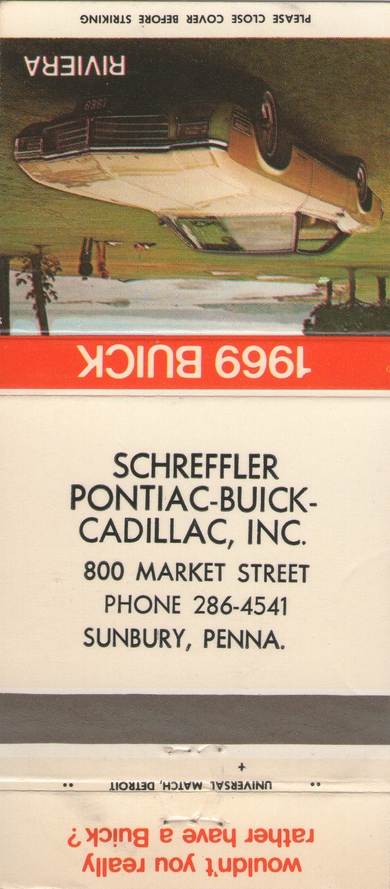 PLEASE CLOSE COVER BEFORE STRIKING
RIVIERA
1969
1969 BUICK
SCHREFFLER
PONTIAC-BUICK-
CADILLAC, INC.
800 MARKET STREET
PHONE 286-4541
SUNBURY, PENNA.
UNIVERSAL MATCH, DETROIT
wouldn't you really
rather have a Buick?